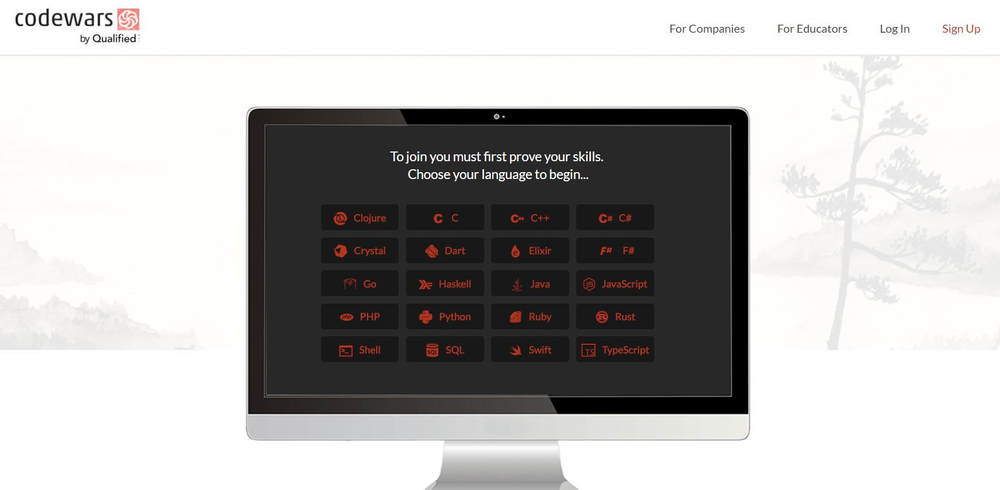 codewars
by Qualified
For Companies For Educators Log In Sign Up
To join you must first prove your skills.
Choose your language to begin...
Clojure C C++ C#
Crystal Dart Elixir F#
Go Haskell Java JavaScript
PHP Python Ruby Rust
Shell SQL Swift TypeScript